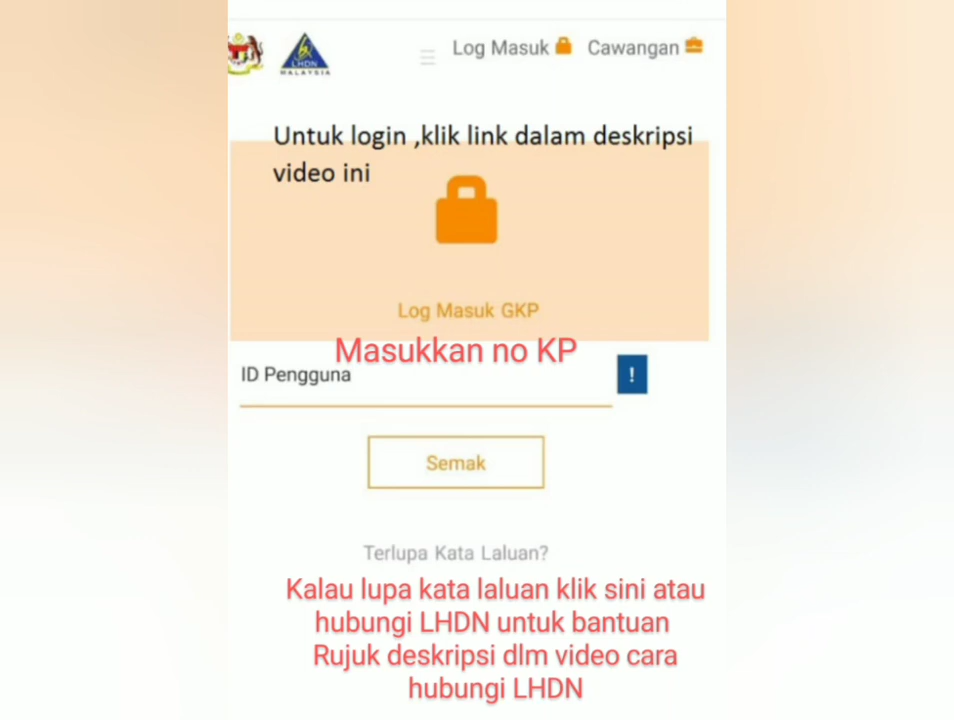 Log Masuk Cawangan
LHDN
MALAYSIA
Untuk login ,klik link dalam deskripsi
video ini
Log Masuk GKP
Masukkan no KP
ID Pengguna
!
Semak
Terlupa Kata Laluan?
Kalau lupa kata laluan klik sini atau
hubungi LHDN untuk bantuan
Rujuk deskripsi dlm video cara
hubungi LHDN